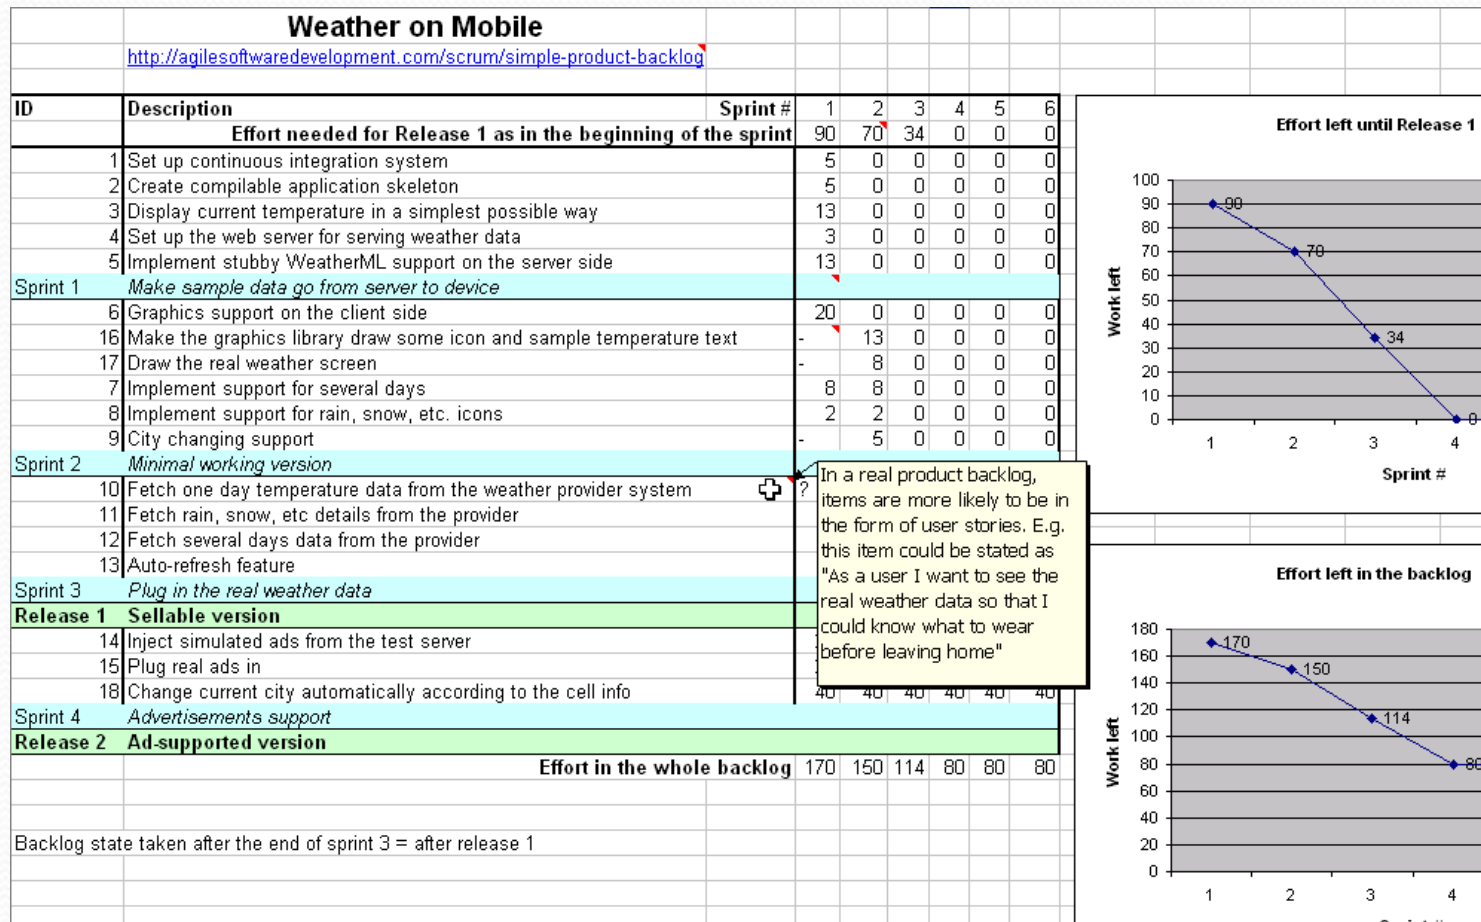 Weather on Mobile
http://agilesoftwaredevelopment.com/scrum/simple-product-backlog
ID Description Sprint # 1 2 3 4 5 6
Effort needed for Release 1 as in the beginning of the sprint 90 70 34 0 0 0
1 Set up continuous integration system 5 0 0 0 0 0
2 Create compilable application skeleton 5 0 0 0 0 0
3 Display current temperature in a simplest possible way 13 0 0 0 0 0
4 Set up the web server for serving weather data 3 0 0 0 0 0
5 Implement stubby WeatherML support on the server side 13 0 0 0 0 0
Sprint 1 Make sample data go from server to device
6 Graphics support on the client side 20 0 0 0 0 0
16 Make the graphics library draw some icon and sample temperature text - 13 0 0 0 0
17 Draw the real weather screen - 8 0 0 0 0
7 Implement support for several days 8 8 0 0 0 0
8 Implement support for rain, snow, etc. icons 2 2 0 0 0 0
9 City changing support - 5 0 0 0 0
Sprint 2 Minimal working version
10 Fetch one day temperature data from the weather provider system ?
11 Fetch rain, snow, etc details from the provider
12 Fetch several days data from the provider
13 Auto-refresh feature
Sprint 3 Plug in the real weather data
Release 1 Sellable version
14 Inject simulated ads from the test server
15 Plug real ads in
18 Change current city automatically according to the cell info 40 40 40 40 40 40
Sprint 4 Advertisements support
Release 2 Ad-supported version
Effort in the whole backlog 170 150 114 80 80 80
Backlog state taken after the end of sprint 3 = after release 1
In a real product backlog,
items are more likely to be in
the form of user stories. E.g.
this item could be stated as
"As a user I want to see the
real weather data so that I
could know what to wear
before leaving home"
Effort left until Release 1
100
90
80
70
60
50
40
30
20
10
0
90
70
34
0
Work left
1 2 3 4
Sprint #
Effort left in the backlog
180
160
140
120
100
80
60
40
20
0
170
150
114
80
Work left
1 2 3 4